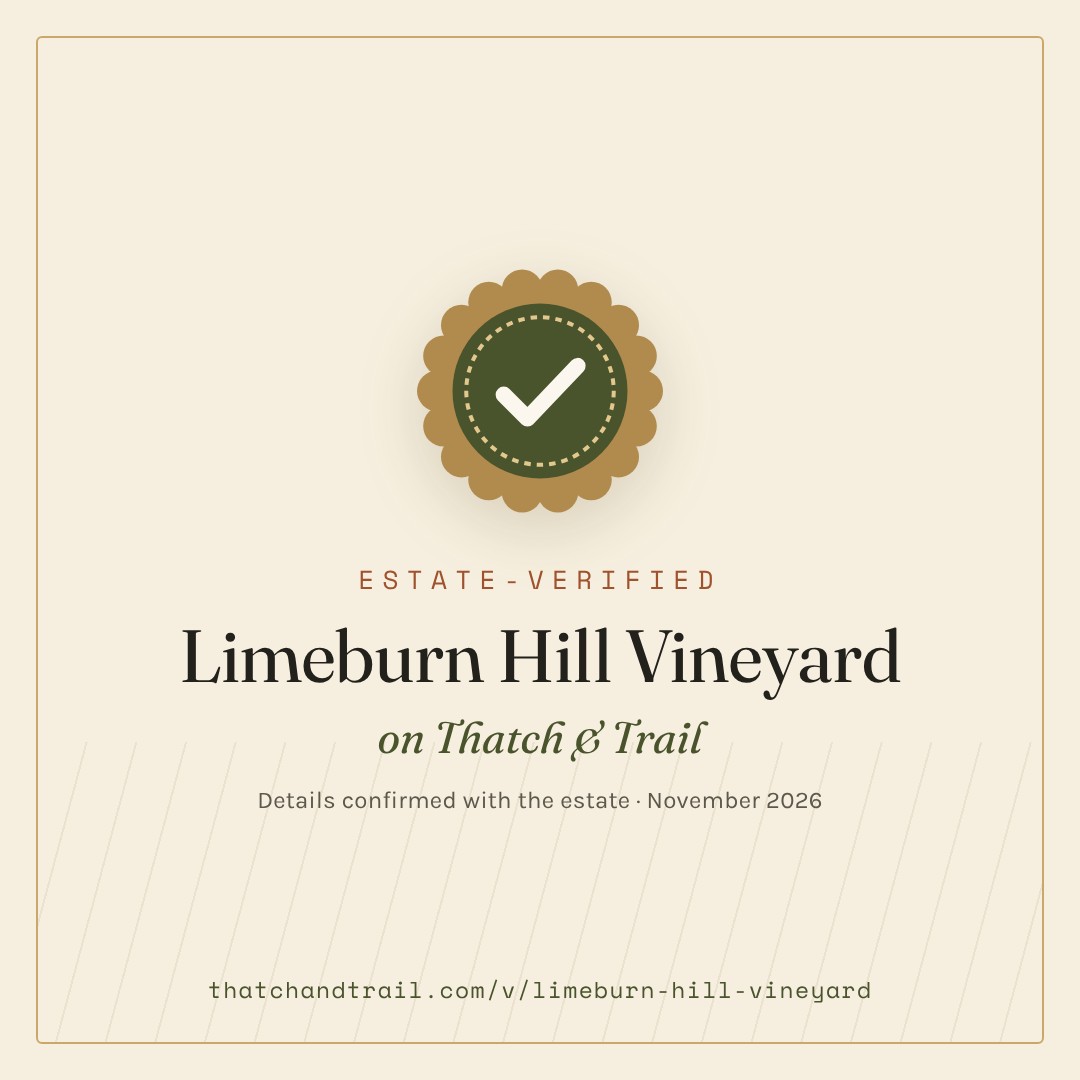 ESTATE-VERIFIED
Limeburn Hill Vineyard
on Thatch & Trail
Details confirmed with the estate · November 2026
thatchandtrail.com/v/limeburn-hill-vineyard